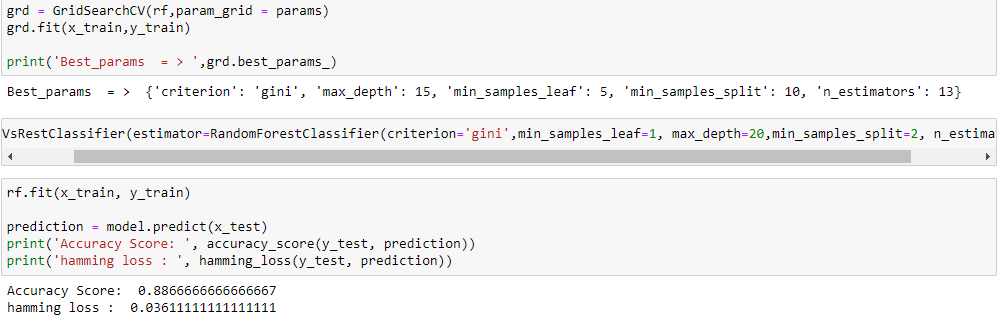 grd = GridSearchCV(rf,param_grid = params)
grd.fit(x_train,y_train)
print('Best_params  = > ',grd.best_params_)
Best_params  = >  {'criterion': 'gini', 'max_depth': 15, 'min_samples_leaf': 5, 'min_samples_split': 10, 'n_estimators': 13}
VsRestClassifier(estimator=RandomForestClassifier(criterion='gini',min_samples_leaf=1, max_depth=20,min_samples_split=2, n_estima
rf.fit(x_train, y_train)
prediction = model.predict(x_test)
print('Accuracy Score: ', accuracy_score(y_test, prediction))
print('hamming loss : ', hamming_loss(y_test, prediction))
Accuracy Score:  0.8866666666666667
hamming loss :  0.03611111111111111